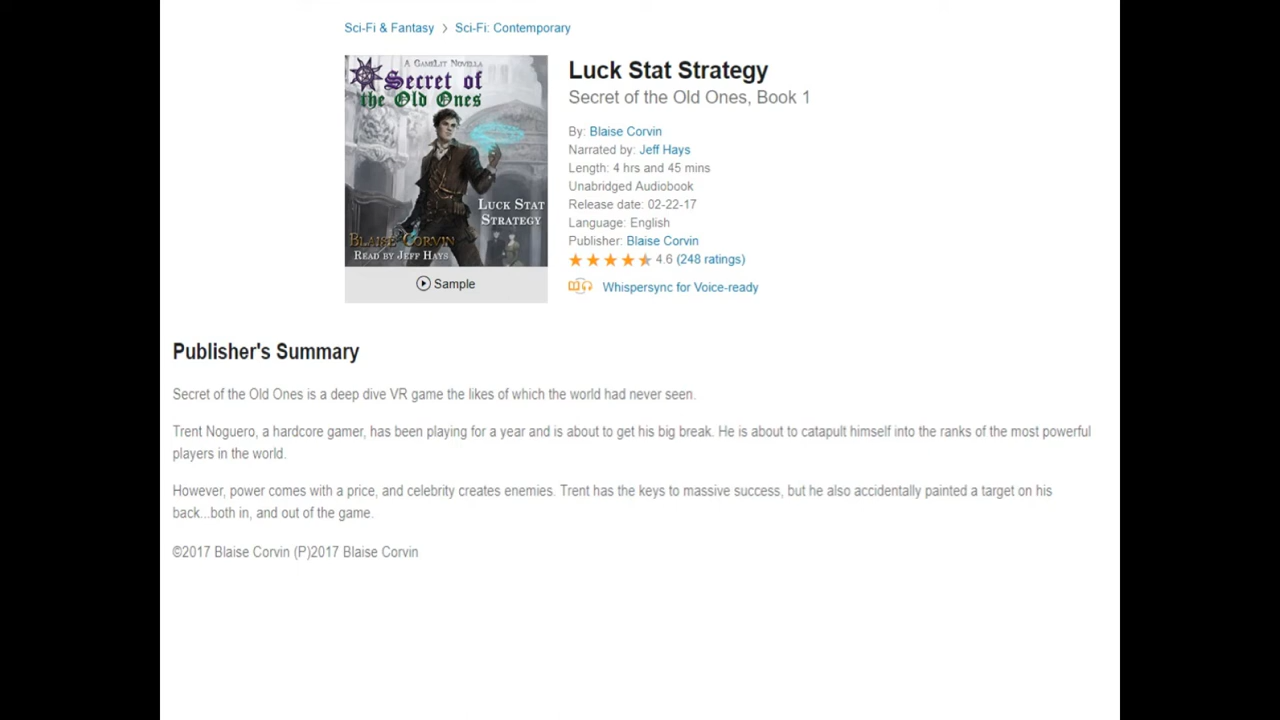 Sci-Fi & Fantasy > Sci-Fi: Contemporary
A GameLit Novella
Secret of
the Old Ones
Luck Stat
Strategy
Blaise Corvin
Read by Jeff Hays
Sample
Luck Stat Strategy
Secret of the Old Ones, Book 1
By: Blaise Corvin
Narrated by: Jeff Hays
Length: 4 hrs and 45 mins
Unabridged Audiobook
Release date: 02-22-17
Language: English
Publisher: Blaise Corvin
4.6 (248 ratings)
Whispersync for Voice-ready
Publisher's Summary
Secret of the Old Ones is a deep dive VR game the likes of which the world had never seen.
Trent Noguero, a hardcore gamer, has been playing for a year and is about to get his big break. He is about to catapult himself into the ranks of the most powerful
players in the world.
However, power comes with a price, and celebrity creates enemies. Trent has the keys to massive success, but he also accidentally painted a target on his
back...both in, and out of the game.
©2017 Blaise Corvin (P)2017 Blaise Corvin